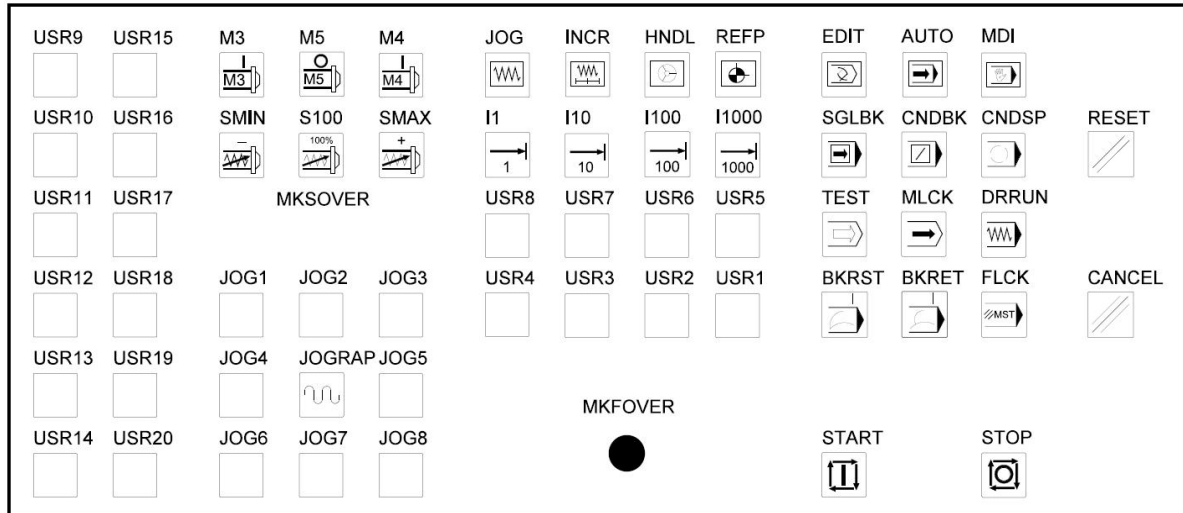 USR9 USR15 M3 M5 M4 JOG INCR HNDL REFP EDIT AUTO MDI
M3 M5 M4
USR10 USR16 SMIN S100 SMAX I1 I10 I100 I1000 SGLBK CNDBK CNDSP RESET
− 100% +
1 10 100 1000
USR11 USR17 MKSOVER USR8 USR7 USR6 USR5 TEST MLCK DRRUN
USR12 USR18 JOG1 JOG2 JOG3 USR4 USR3 USR2 USR1 BKRST BKRET FLCK CANCEL
//MST
USR13 USR19 JOG4 JOGRAP JOG5
MKFOVER
USR14 USR20 JOG6 JOG7 JOG8 START STOP